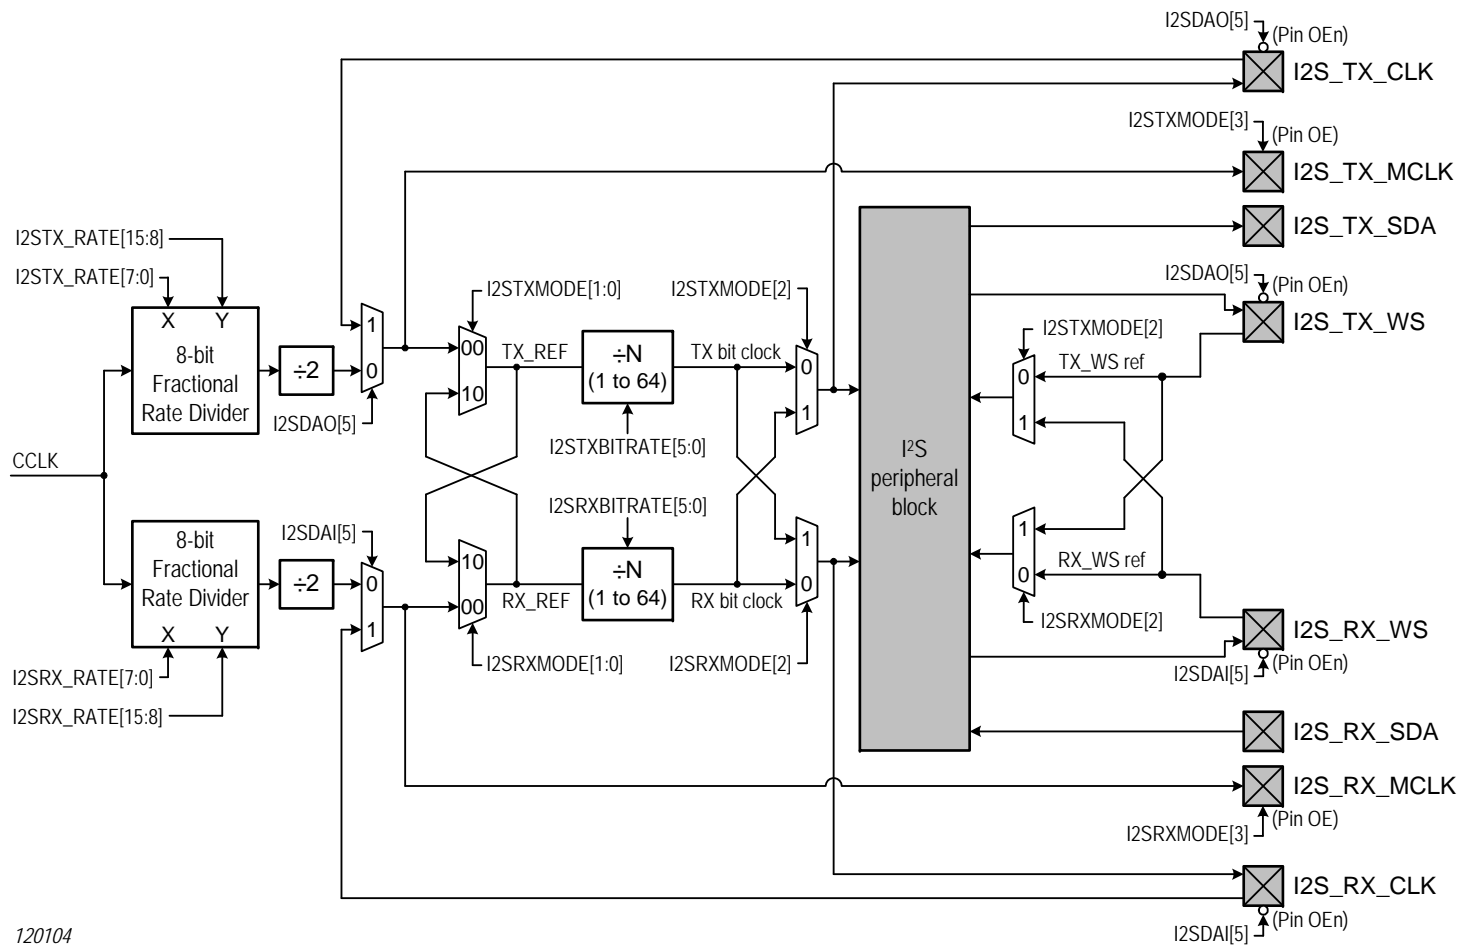 I2SDAO[5]
(Pin OEn)
I2S_TX_CLK
I2STXMODE[3]
(Pin OE)
I2S_TX_MCLK
I2S_TX_SDA
I2STX_RATE[15:8]
I2STX_RATE[7:0]
X
Y
8-bit
Fractional
Rate Divider
÷2
1
0
I2SDAO[5]
I2STXMODE[1:0]
00
10
TX_REF
÷N
(1 to 64)
I2STXBITRATE[5:0]
TX bit clock
I2STXMODE[2]
0
1
I2STXMODE[2]
0
1
TX_WS ref
I2SDAO[5]
(Pin OEn)
I2S_TX_WS
CCLK
I2S
peripheral
block
8-bit
Fractional
Rate Divider
X
Y
I2SRX_RATE[7:0]
I2SRX_RATE[15:8]
÷2
I2SDAI[5]
0
1
10
00
I2SRXMODE[1:0]
RX_REF
I2SRXBITRATE[5:0]
÷N
(1 to 64)
RX bit clock
1
0
I2SRXMODE[2]
1
0
RX_WS ref
I2SRXMODE[2]
I2S_RX_WS
I2SDAI[5]
(Pin OEn)
I2S_RX_SDA
I2S_RX_MCLK
I2SRXMODE[3]
(Pin OE)
I2S_RX_CLK
I2SDAI[5]
(Pin OEn)
120104